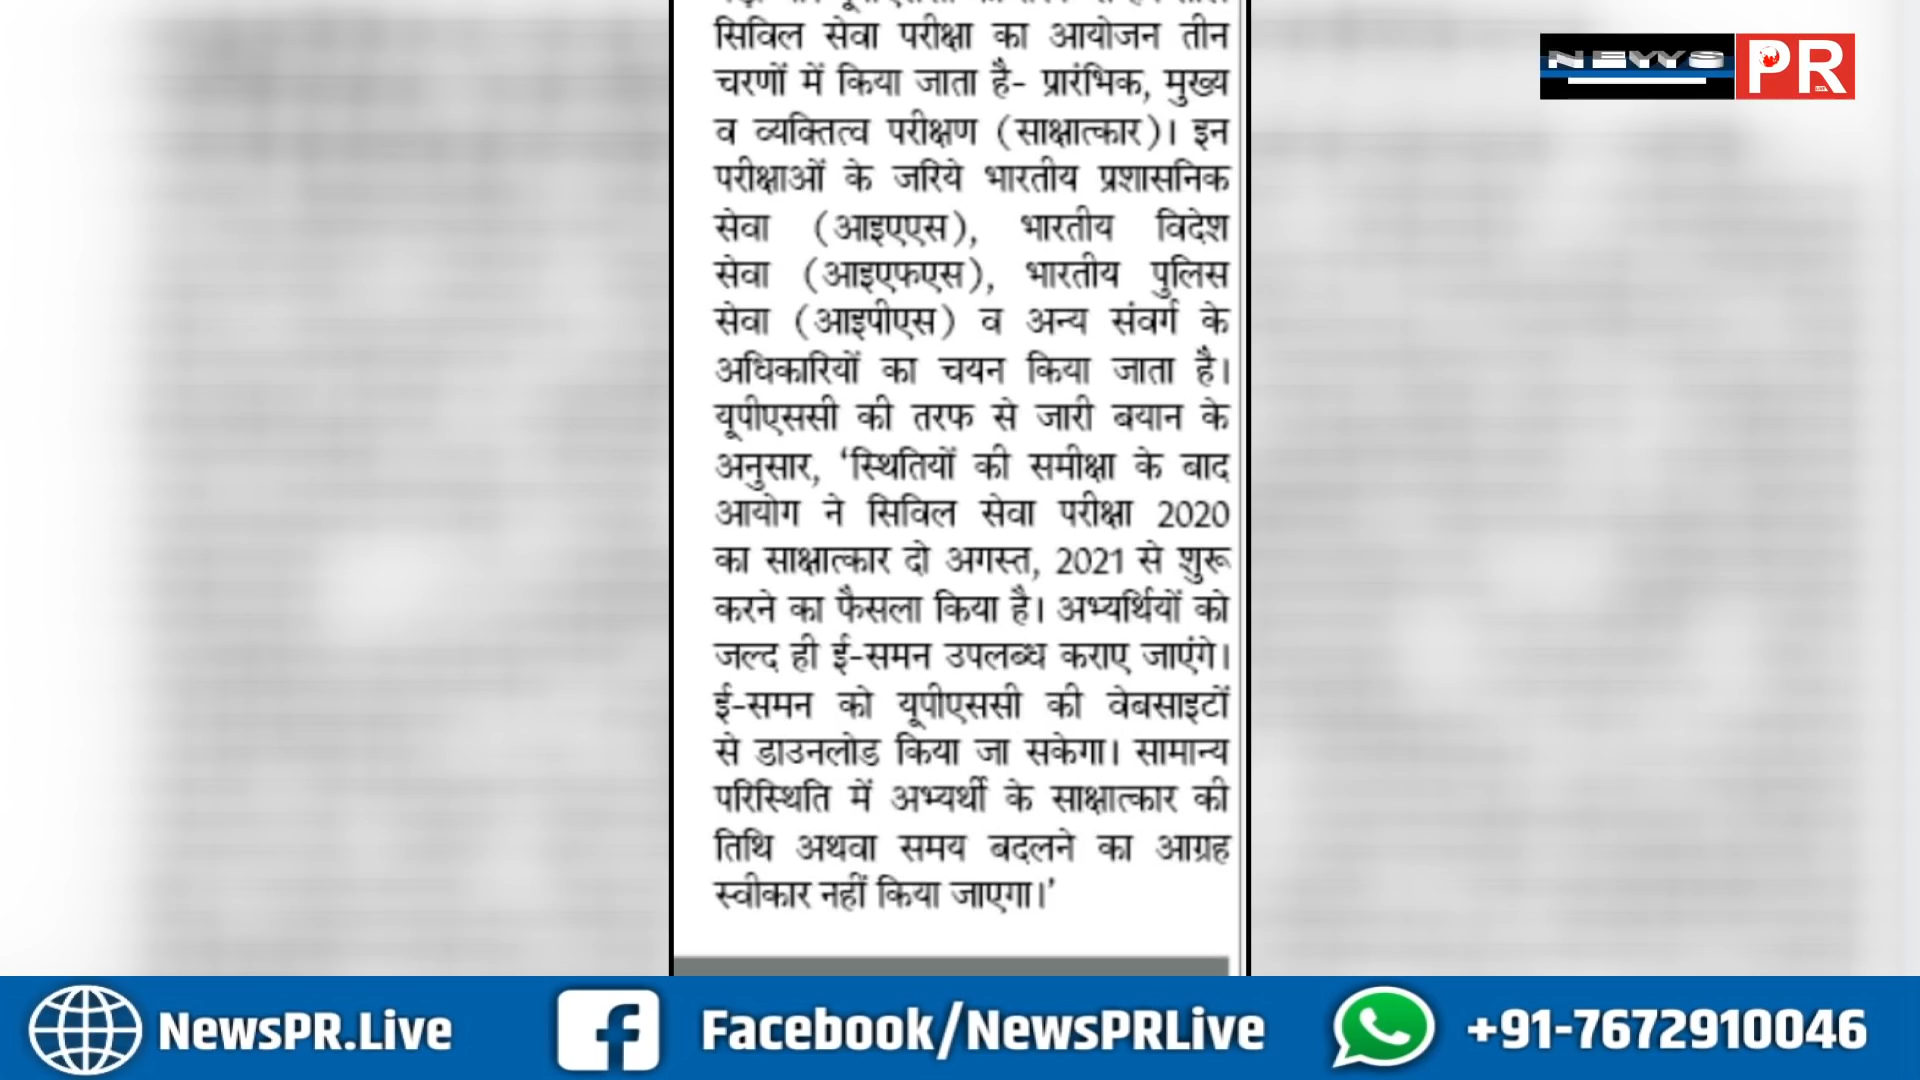 सिविल सेवा परीक्षा का आयोजन तीन
चरणों में किया जाता है- प्रारंभिक, मुख्य
व व्यक्तित्व परीक्षण (साक्षात्कार)। इन
परीक्षाओं के जरिये भारतीय प्रशासनिक
सेवा (आइएएस), भारतीय विदेश
सेवा (आइएफएस), भारतीय पुलिस
सेवा (आइपीएस) व अन्य संवर्ग के
अधिकारियों का चयन किया जाता है।
यूपीएससी की तरफ से जारी बयान के
अनुसार, ‘स्थितियों की समीक्षा के बाद
आयोग ने सिविल सेवा परीक्षा 2020
का साक्षात्कार दो अगस्त, 2021 से शुरू
करने का फैसला किया है। अभ्यर्थियों को
जल्द ही ई-समन उपलब्ध कराए जाएंगे।
ई-समन को यूपीएससी की वेबसाइटों
से डाउनलोड किया जा सकेगा। सामान्य
परिस्थिति में अभ्यर्थी के साक्षात्कार की
तिथि अथवा समय बदलने का आग्रह
स्वीकार नहीं किया जाएगा।’
NEWS PR
NewsPR.Live
Facebook/NewsPRLive
+91-7672910046